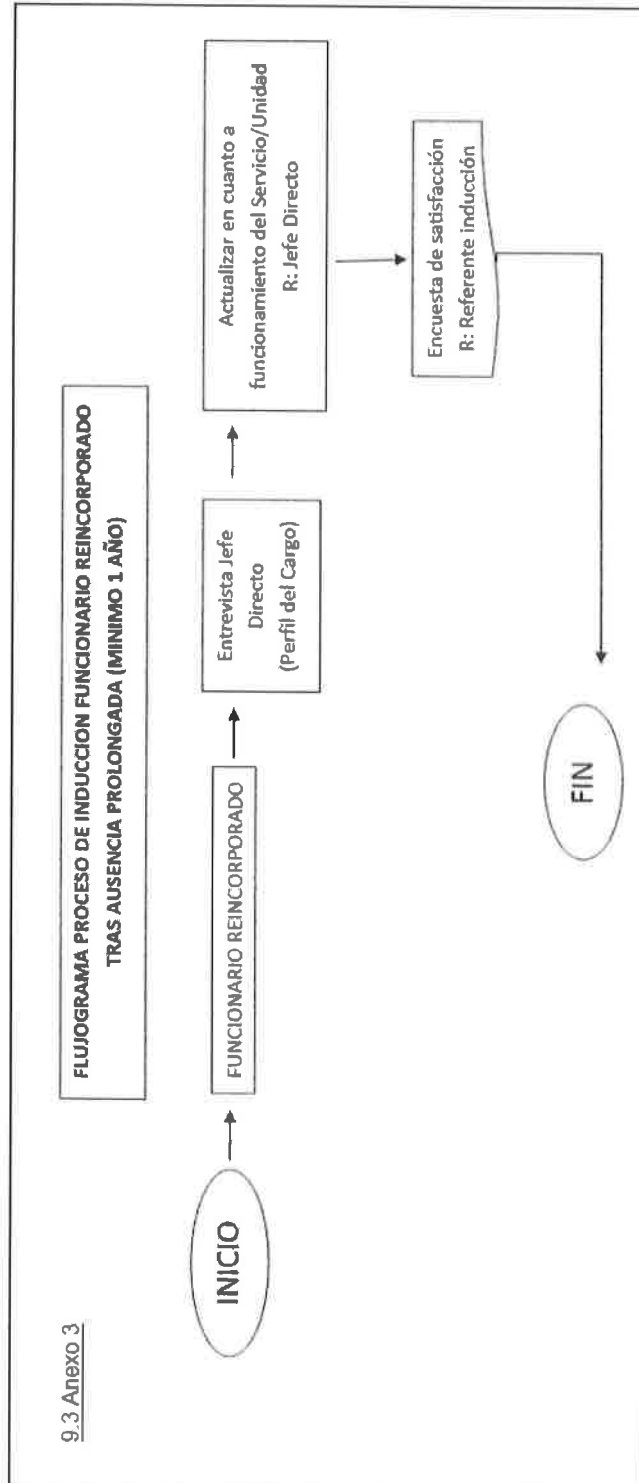 9.3 Anexo 3
FLUJOGRAMA PROCESO DE INDUCCION FUNCIONARIO REINCORPORADO
TRAS AUSENCIA PROLONGADA (MINIMO 1 AÑO)
INICIO
FUNCIONARIO REINCORPORADO
Entrevista Jefe
Directo
(Perfil del Cargo)
Actualizar en cuanto a
funcionamiento del Servicio/Unidad
R: Jefe Directo
Encuesta de satisfacción
R: Referente inducción
FIN